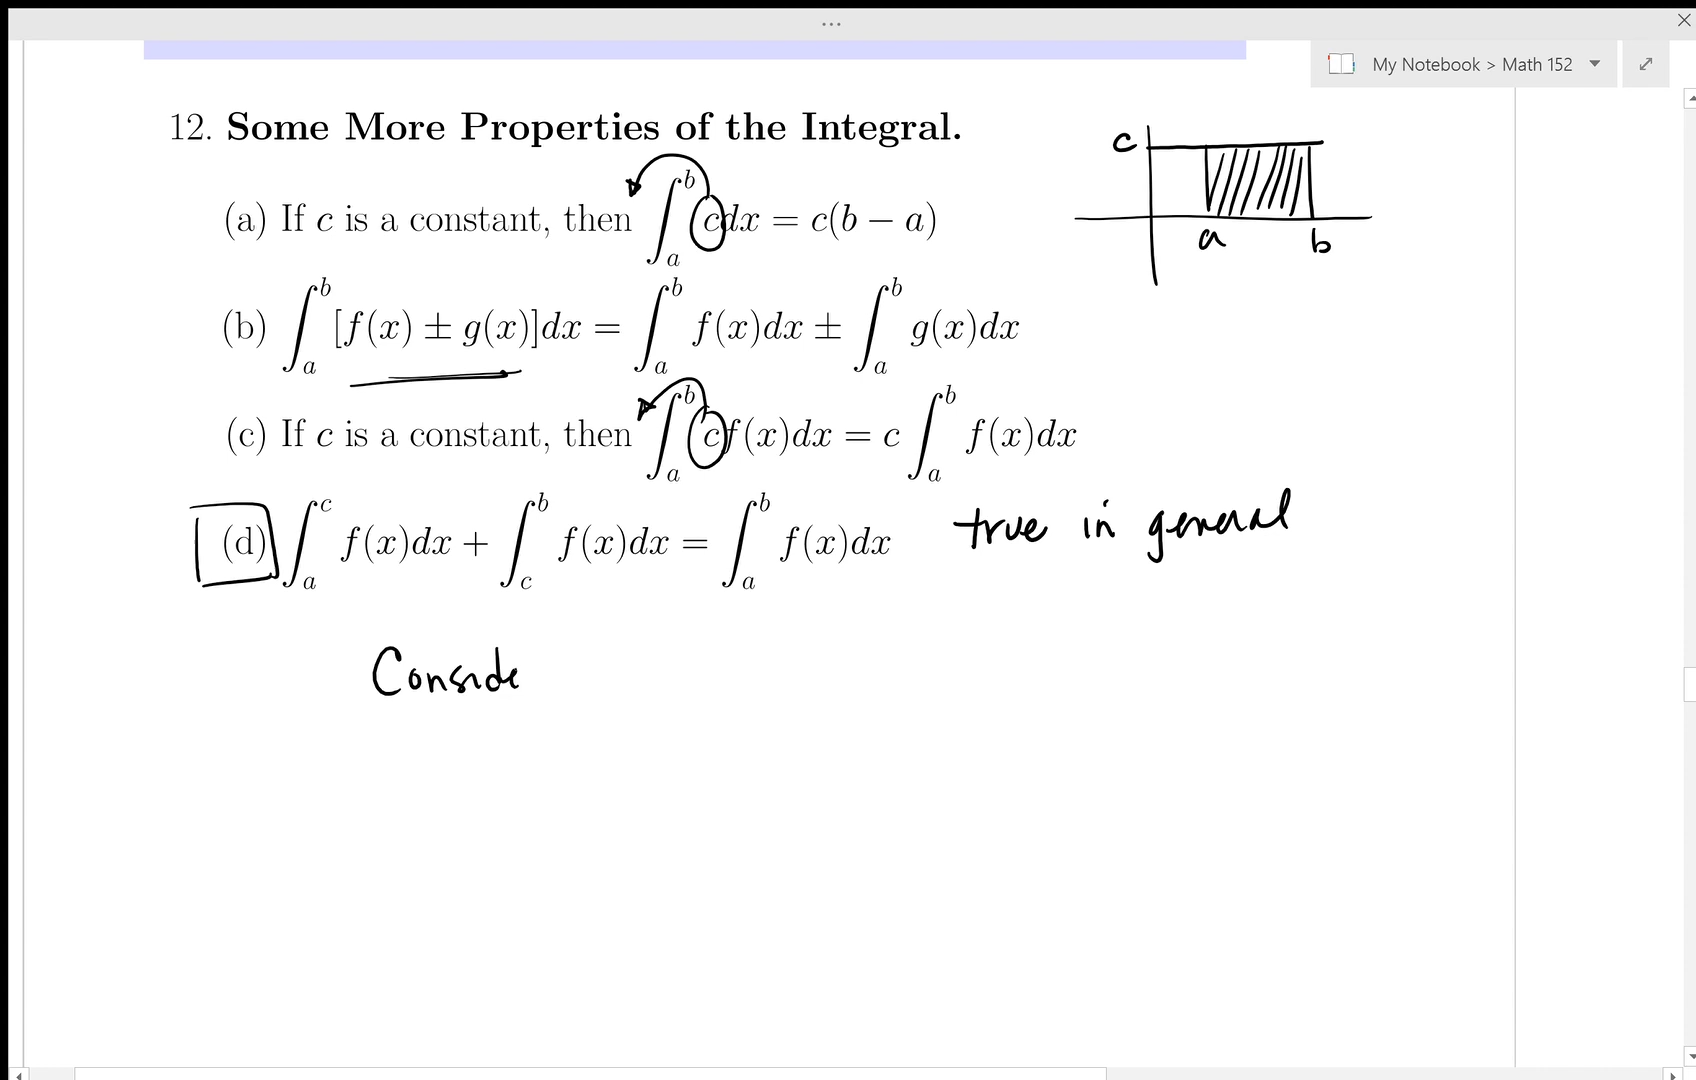 ...
My Notebook > Math 152
12. Some More Properties of the Integral.
c
(a) If c is a constant, then ∫_a^b cdx = c(b − a)
a b
(b) ∫_a^b [f(x) ± g(x)]dx = ∫_a^b f(x)dx ± ∫_a^b g(x)dx
(c) If c is a constant, then ∫_a^b cf(x)dx = c ∫_a^b f(x)dx
(d) ∫_a^c f(x)dx + ∫_c^b f(x)dx = ∫_a^b f(x)dx true in general
Conside